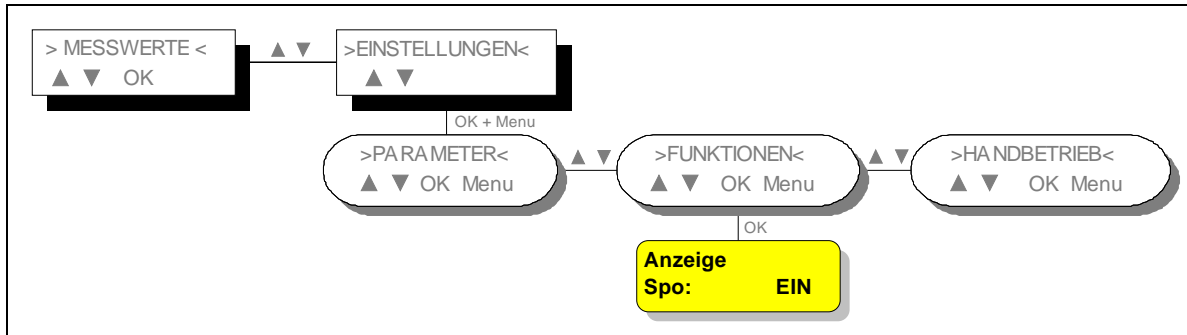 > MESSWERTE <
▲ ▼ OK
▲ ▼
>EINSTELLUNGEN<
▲ ▼
OK + Menu
>PARAMETER<
▲ ▼ OK Menu
▲ ▼
>FUNKTIONEN<
▲ ▼ OK Menu
▲ ▼
>HANDBETRIEB<
▲ ▼ OK Menu
OK
Anzeige
Spo: EIN